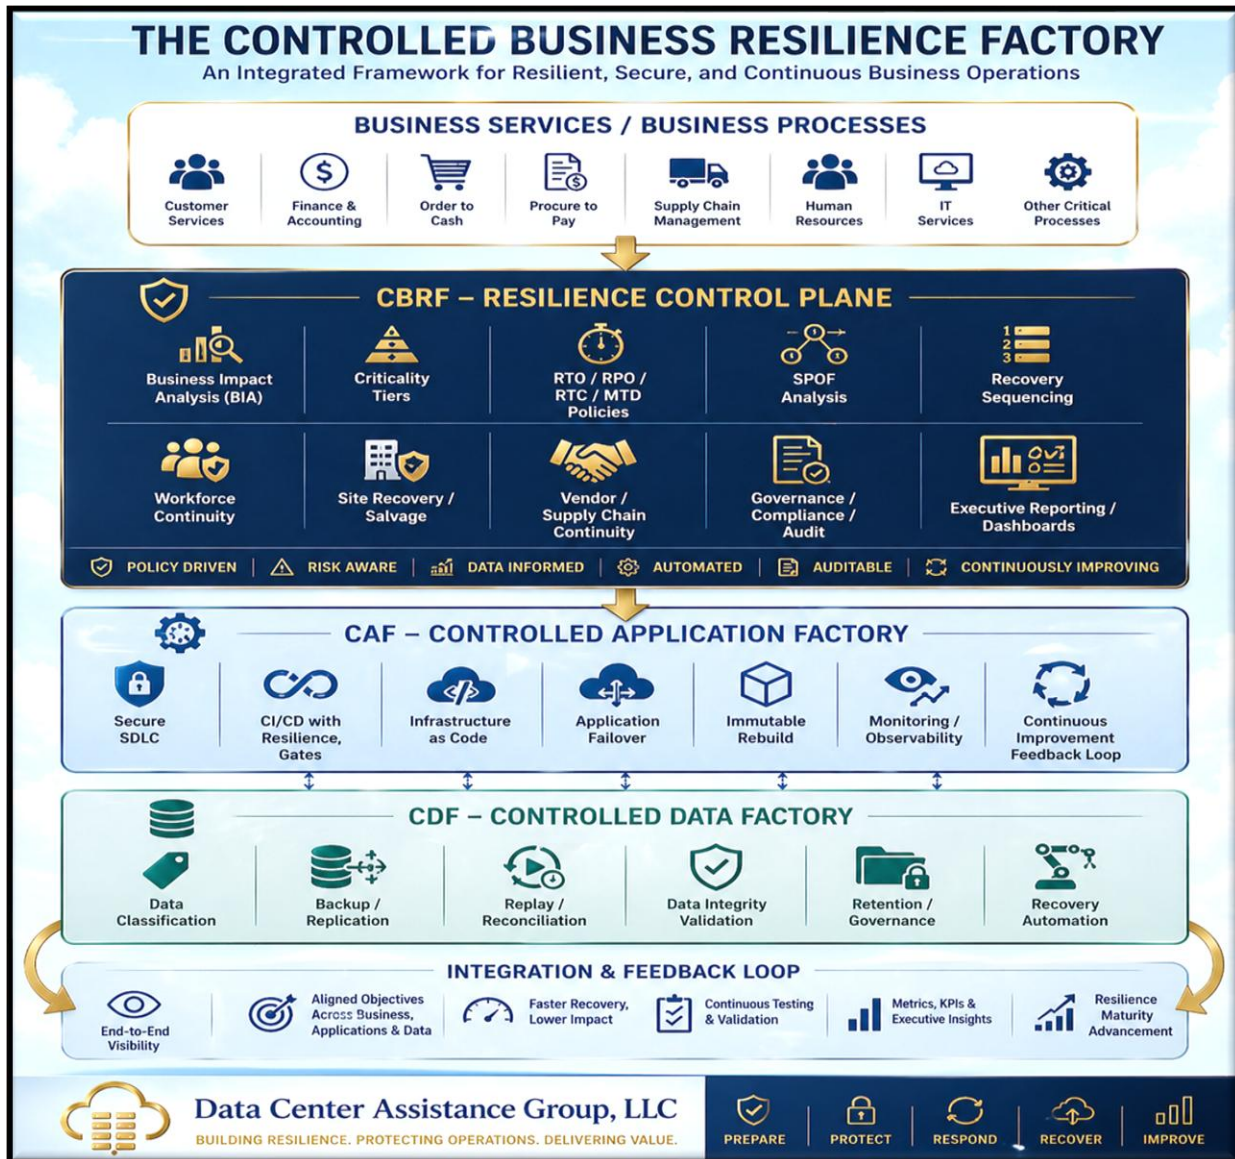 THE CONTROLLED BUSINESS RESILIENCE FACTORY
An Integrated Framework for Resilient, Secure, and Continuous Business Operations
BUSINESS SERVICES / BUSINESS PROCESSES
Customer
Services
Finance &
Accounting
Order to
Cash
Procure to
Pay
Supply Chain
Management
Human
Resources
IT
Services
Other Critical
Processes
CBRF – RESILIENCE CONTROL PLANE
Business Impact
Analysis (BIA)
Criticality
Tiers
RTO / RPO /
RTC / MTD
Policies
SPOF
Analysis
1
2
3
Recovery
Sequencing
Workforce
Continuity
Site Recovery /
Salvage
Vendor /
Supply Chain
Continuity
Governance /
Compliance /
Audit
Executive Reporting /
Dashboards
POLICY DRIVEN
RISK AWARE
DATA INFORMED
AUTOMATED
AUDITABLE
CONTINUOUSLY IMPROVING
CAF – CONTROLLED APPLICATION FACTORY
Secure
SDLC
CI/CD with
Resilience,
Gates
Infrastructure
as Code
Application
Failover
Immutable
Rebuild
Monitoring /
Observability
Continuous
Improvement
Feedback Loop
CDF – CONTROLLED DATA FACTORY
Data
Classification
Backup /
Replication
Replay /
Reconciliation
Data Integrity
Validation
Retention /
Governance
Recovery
Automation
INTEGRATION & FEEDBACK LOOP
End-to-End
Visibility
Aligned Objectives
Across Business,
Applications & Data
Faster Recovery,
Lower Impact
Continuous Testing
& Validation
Metrics, KPIs &
Executive Insights
Resilience
Maturity
Advancement
Data Center Assistance Group, LLC
BUILDING RESILIENCE. PROTECTING OPERATIONS. DELIVERING VALUE.
PREPARE
PROTECT
RESPOND
RECOVER
IMPROVE